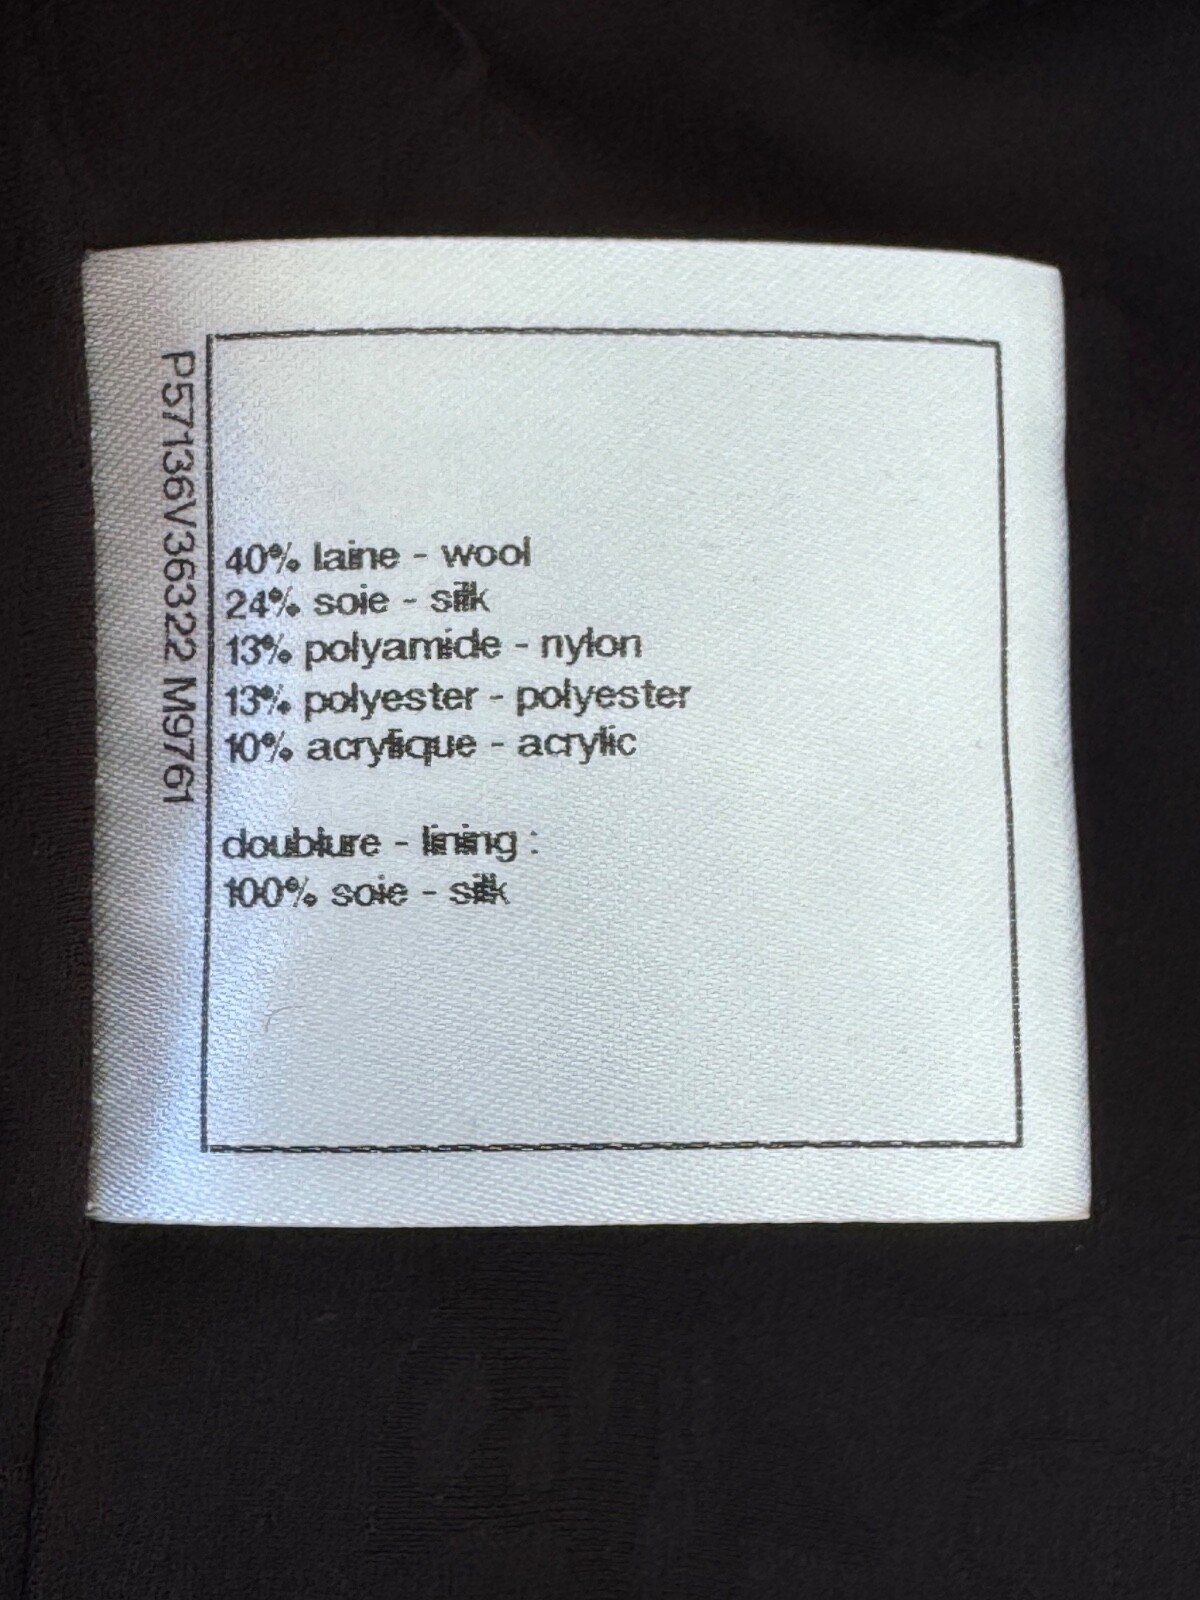 P57136V36322 M9761
40% laine - wool
24% soie - silk
13% polyamide - nylon
13% polyester - polyester
10% acrylique - acrylic
doublure - lining :
100% soie - silk